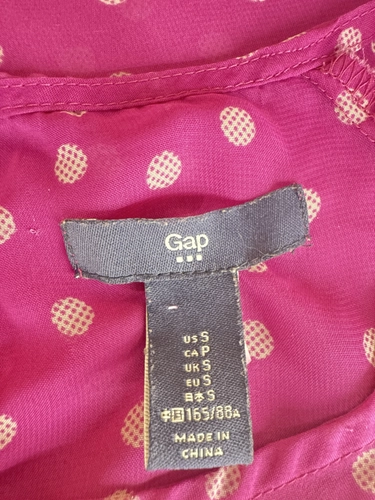 Gap
US S
CA P
UK S
EU S
日本 S
中国 165/88A
MADE IN
CHINA